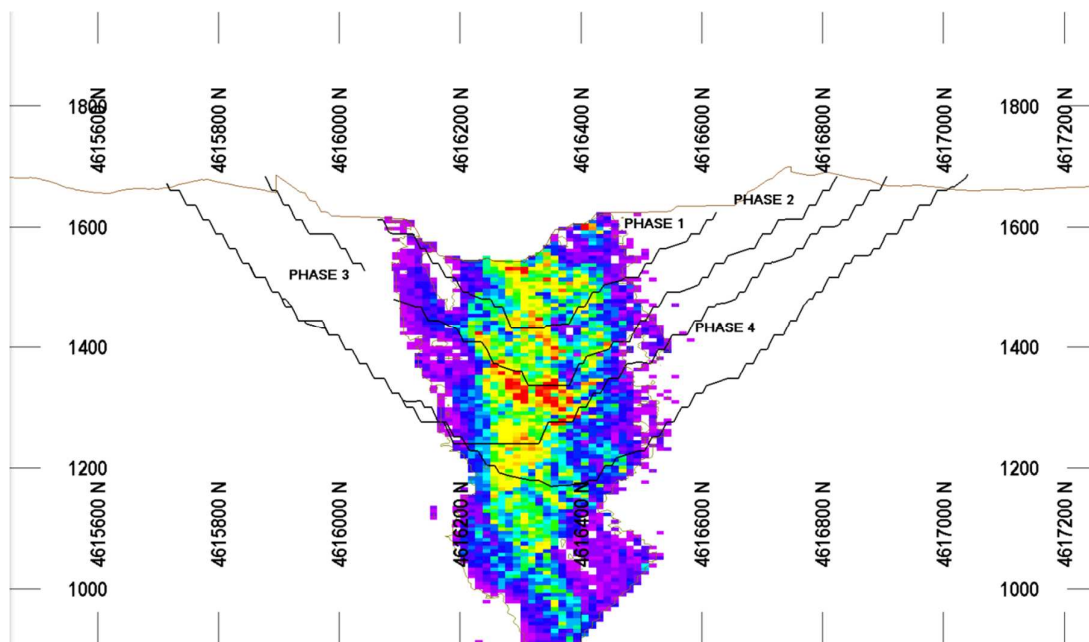 4615600 N
4615800 N
4616000 N
4616200 N
4616400 N
4616600 N
4616800 N
4617000 N
4617200 N
1800
1800
PHASE 2
PHASE 1
1600
1600
PHASE 3
PHASE 4
1400
1400
1200
1200
4615600 N
4615800 N
4616000 N
4616200 N
4616400 N
4616600 N
4616800 N
4617000 N
4617200 N
1000
1000